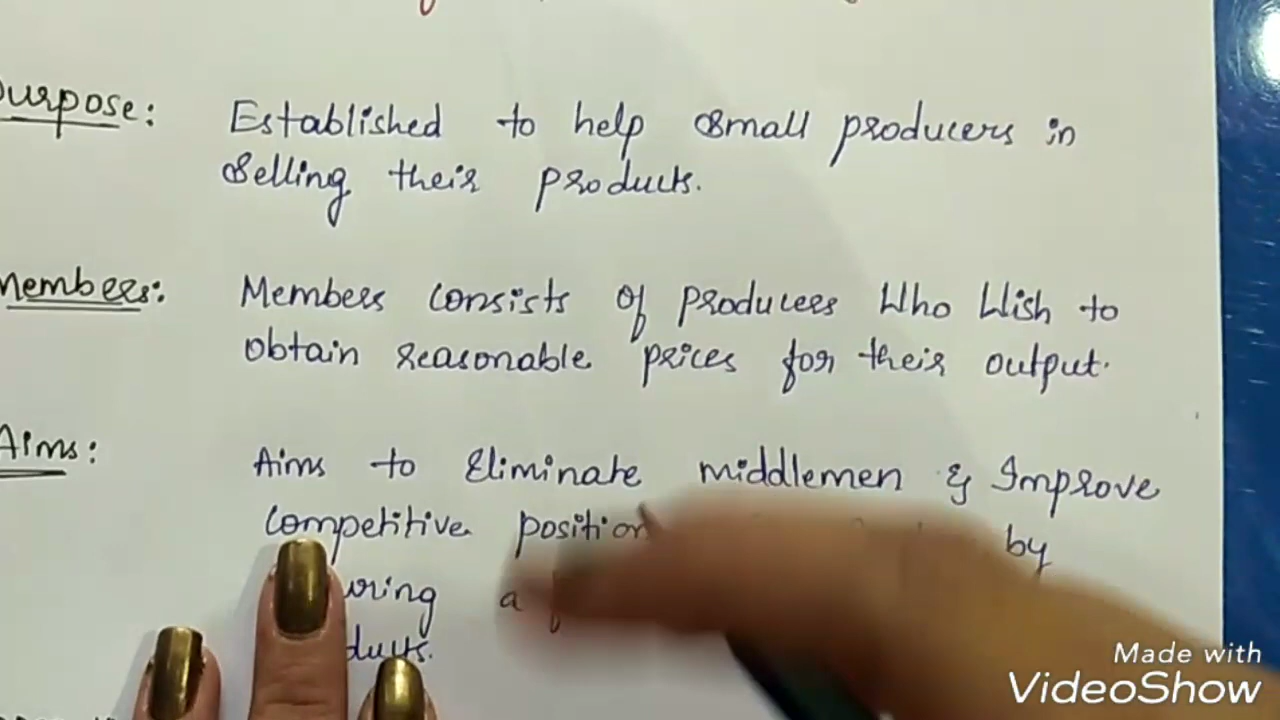 Purpose: Established to help small producers in
selling their products.
Members: Members consists of producers who wish to
obtain reasonable prices for their output.
Aims: Aims to eliminate middlemen & Improve
competitive position by
a
Made with
VideoShow